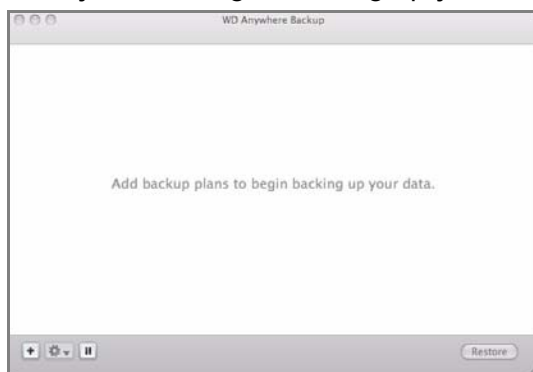 WD Anywhere Backup
Add backup plans to begin backing up your data.
Restore